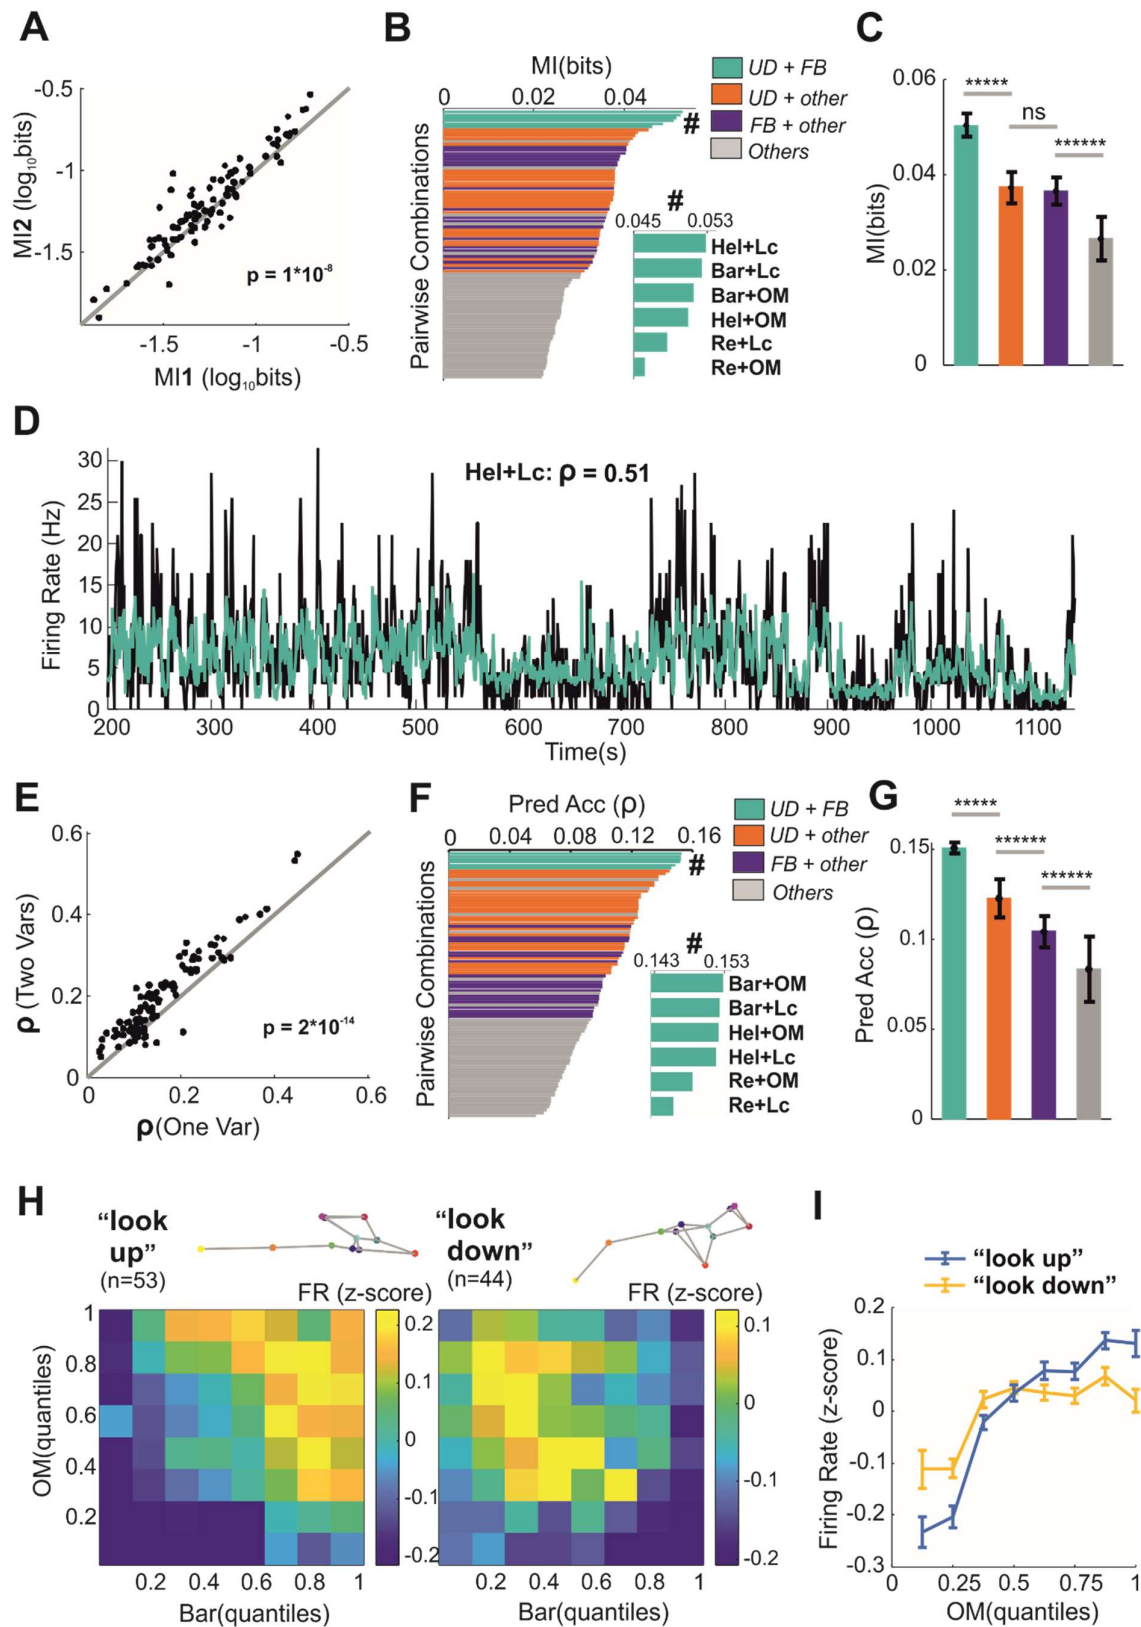 A
-0.5
-1
-1.5
MI2 (log10bits)
p = 1*10-8
-1.5 -1 -0.5
MI1 (log10bits)
B
MI(bits)
0 0.02 0.04
Pairwise Combinations
#
UD + FB
UD + other
FB + other
Others
#
0.045 0.053
Hel+Lc
Bar+Lc
Bar+OM
Hel+OM
Re+Lc
Re+OM
C
0.06
0.04
0.02
0
MI(bits)
*****
ns
******
D
Hel+Lc: ρ = 0.51
30
25
20
15
10
5
0
Firing Rate (Hz)
200 300 400 500 600 700 800 900 1000 1100
Time(s)
E
0.6
0.4
0.2
0
ρ (Two Vars)
p = 2*10-14
0 0.2 0.4 0.6
ρ(One Var)
F
Pred Acc (ρ)
0 0.04 0.08 0.12 0.16
Pairwise Combinations
#
UD + FB
UD + other
FB + other
Others
#
0.143 0.153
Bar+OM
Bar+Lc
Hel+OM
Hel+Lc
Re+OM
Re+Lc
G
*****
******
******
0.15
0.1
0.05
0
Pred Acc (ρ)
H
“look
up”
(n=53)
FR (z-score)
1
0.8
0.6
0.4
0.2
OM(quantiles)
0.2 0.4 0.6 0.8 1
Bar(quantiles)
0.2
0.1
0
-0.1
-0.2
“look
down”
(n=44)
FR (z-score)
0.2 0.4 0.6 0.8 1
Bar(quantiles)
0.1
0
-0.1
-0.2
I
“look up”
“look down”
0.2
0.1
0
-0.1
-0.2
-0.3
Firing Rate (z-score)
0 0.25 0.5 0.75 1
OM(quantiles)